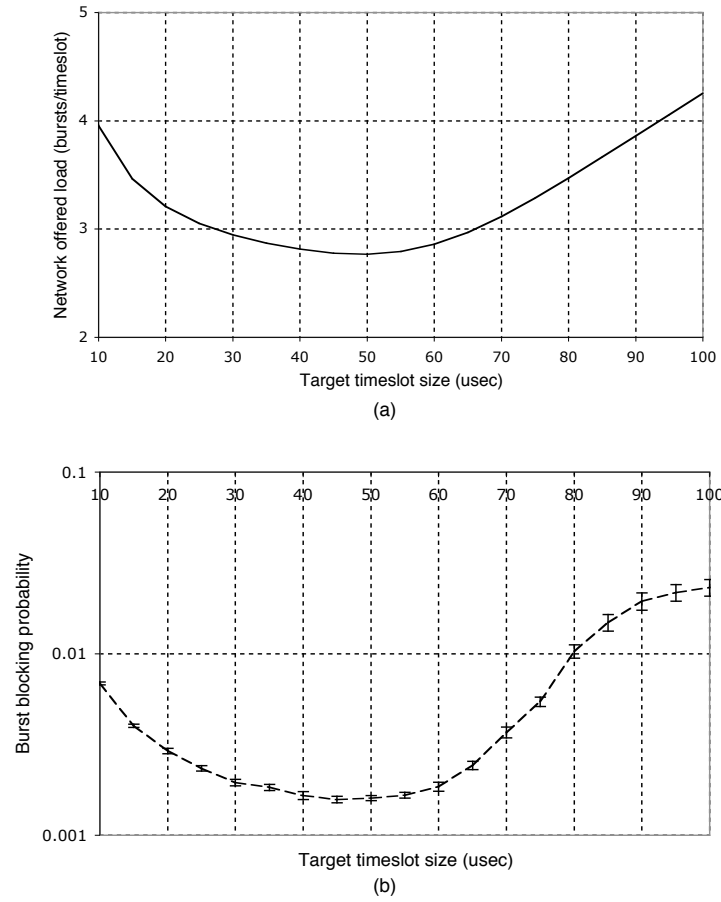 5
4
3
2
Network offered load (bursts/timeslot)
10 20 30 40 50 60 70 80 90 100
Target timeslot size (usec)
(a)
0.1
10 20 30 40 50 60 70 80 90 100
0.01
0.001
Burst blocking probability
Target timeslot size (usec)
(b)